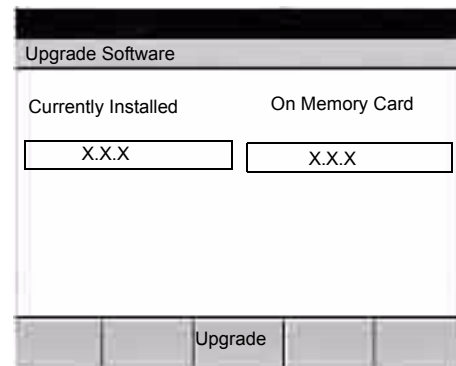 Upgrade Software
Currently Installed
On Memory Card
X.X.X
X.X.X
Upgrade